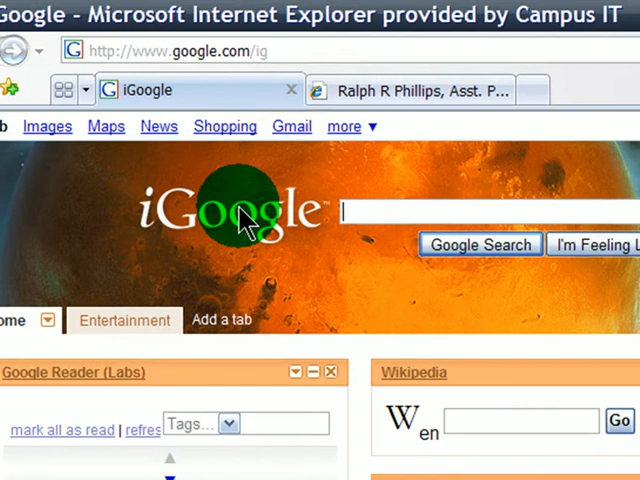 Google - Microsoft Internet Explorer provided by Campus IT
http://www.google.com/ig
iGoogle
Ralph R Phillips, Asst. P...
b Images Maps News Shopping Gmail more ▼
iGoogle™
Google Search
I'm Feeling L
ome
Entertainment
Add a tab
Google Reader (Labs)
Wikipedia
mark all as read | refres
Tags...
W en
Go